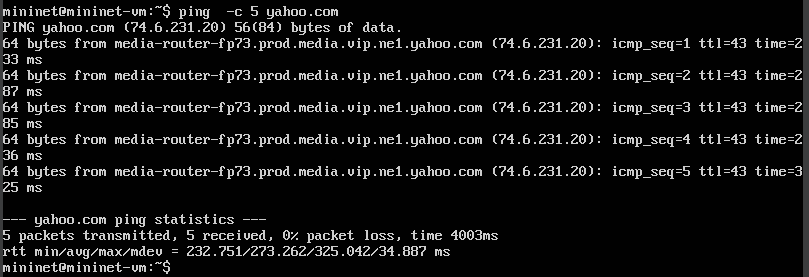 mininet@mininet-vm:~$ ping  -c 5 yahoo.com
PING yahoo.com (74.6.231.20) 56(84) bytes of data.
64 bytes from media-router-fp73.prod.media.vip.ne1.yahoo.com (74.6.231.20): icmp_seq=1 ttl=43 time=2
33 ms
64 bytes from media-router-fp73.prod.media.vip.ne1.yahoo.com (74.6.231.20): icmp_seq=2 ttl=43 time=2
87 ms
64 bytes from media-router-fp73.prod.media.vip.ne1.yahoo.com (74.6.231.20): icmp_seq=3 ttl=43 time=2
85 ms
64 bytes from media-router-fp73.prod.media.vip.ne1.yahoo.com (74.6.231.20): icmp_seq=4 ttl=43 time=2
36 ms
64 bytes from media-router-fp73.prod.media.vip.ne1.yahoo.com (74.6.231.20): icmp_seq=5 ttl=43 time=3
25 ms
--- yahoo.com ping statistics ---
5 packets transmitted, 5 received, 0% packet loss, time 4003ms
rtt min/avg/max/mdev = 232.751/273.262/325.042/34.887 ms
mininet@mininet-vm:~$